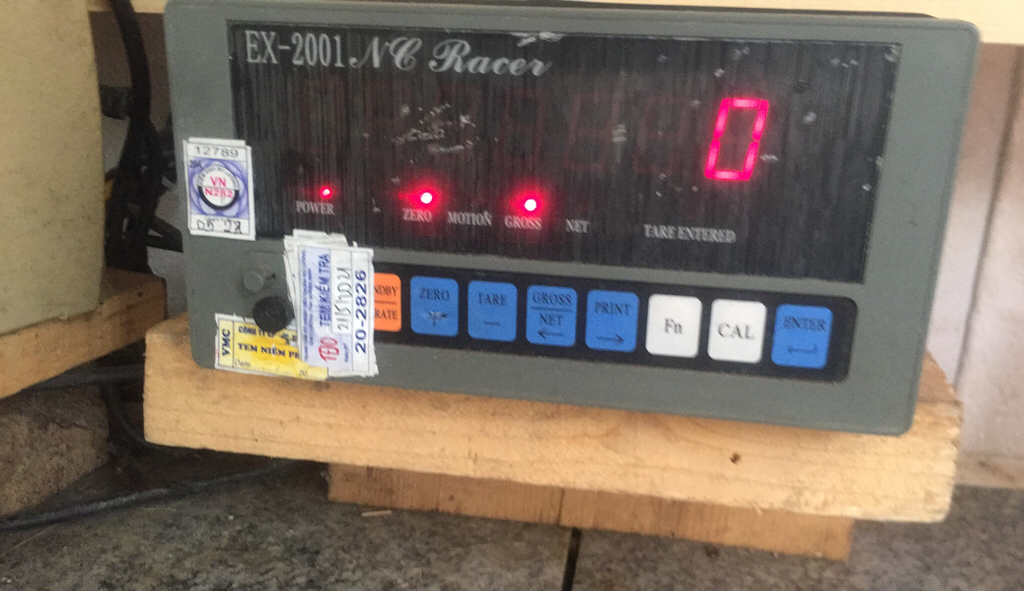 EX-2001 NC Racer
0
12789
VN
N282
POWER
ZERO
MOTION
GROSS
NET
TARE ENTERED
TEM KIỂM TRA
20-2826
VMC
TEM NIÊM
ZERO
TARE
GROSS
NET
PRINT
Fn
CAL
ENTER